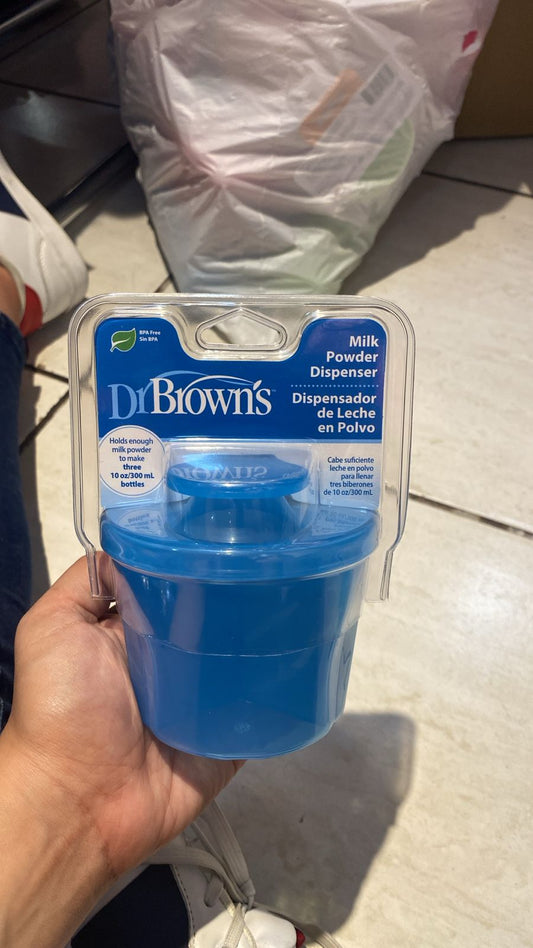 BPA Free
Sin BPA
Milk
Powder
Dispenser
Dispensador
de Leche
en Polvo
Dr Brown's
Holds enough
milk powder
to make
three
10 oz/300 mL
bottles
Cabe suficiente
leche en polvo
para llenar
tres biberones
de 10 oz/300 mL